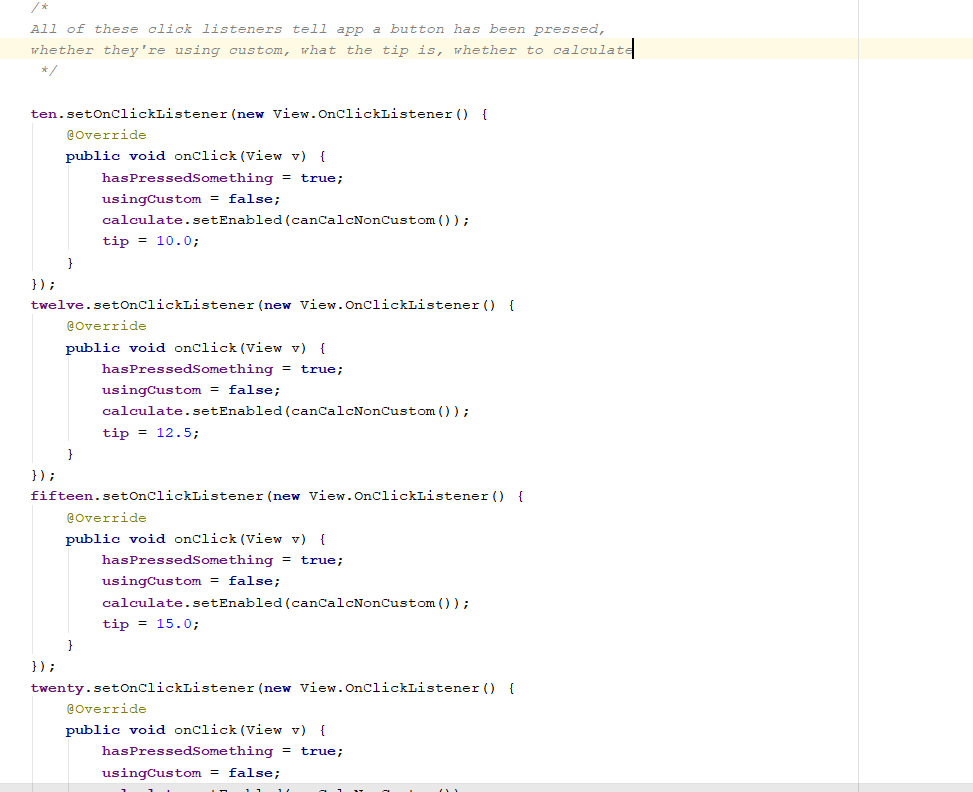 /*
All of these click listeners tell app a button has been pressed,
whether they're using custom, what the tip is, whether to calculate
*/
ten.setOnClickListener(new View.OnClickListener() {
@Override
public void onClick(View v) {
hasPressedSomething = true;
usingCustom = false;
calculate.setEnabled(canCalcNonCustom());
tip = 10.0;
}
});
twelve.setOnClickListener(new View.OnClickListener() {
@Override
public void onClick(View v) {
hasPressedSomething = true;
usingCustom = false;
calculate.setEnabled(canCalcNonCustom());
tip = 12.5;
}
});
fifteen.setOnClickListener(new View.OnClickListener() {
@Override
public void onClick(View v) {
hasPressedSomething = true;
usingCustom = false;
calculate.setEnabled(canCalcNonCustom());
tip = 15.0;
}
});
twenty.setOnClickListener(new View.OnClickListener() {
@Override
public void onClick(View v) {
hasPressedSomething = true;
usingCustom = false;